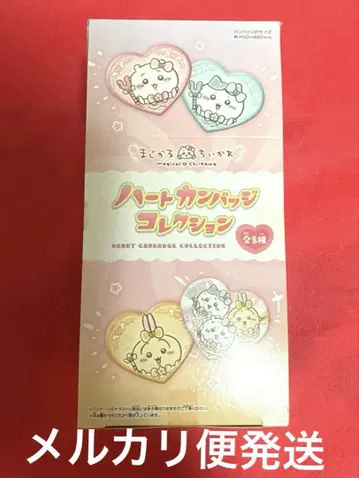 カンバッジのサイズ
まじかるちいかわ
magical Chiikawa
ハートカンバッジ
コレクション
HEART CANBADGE COLLECTION
全8種
メルカリ便発送